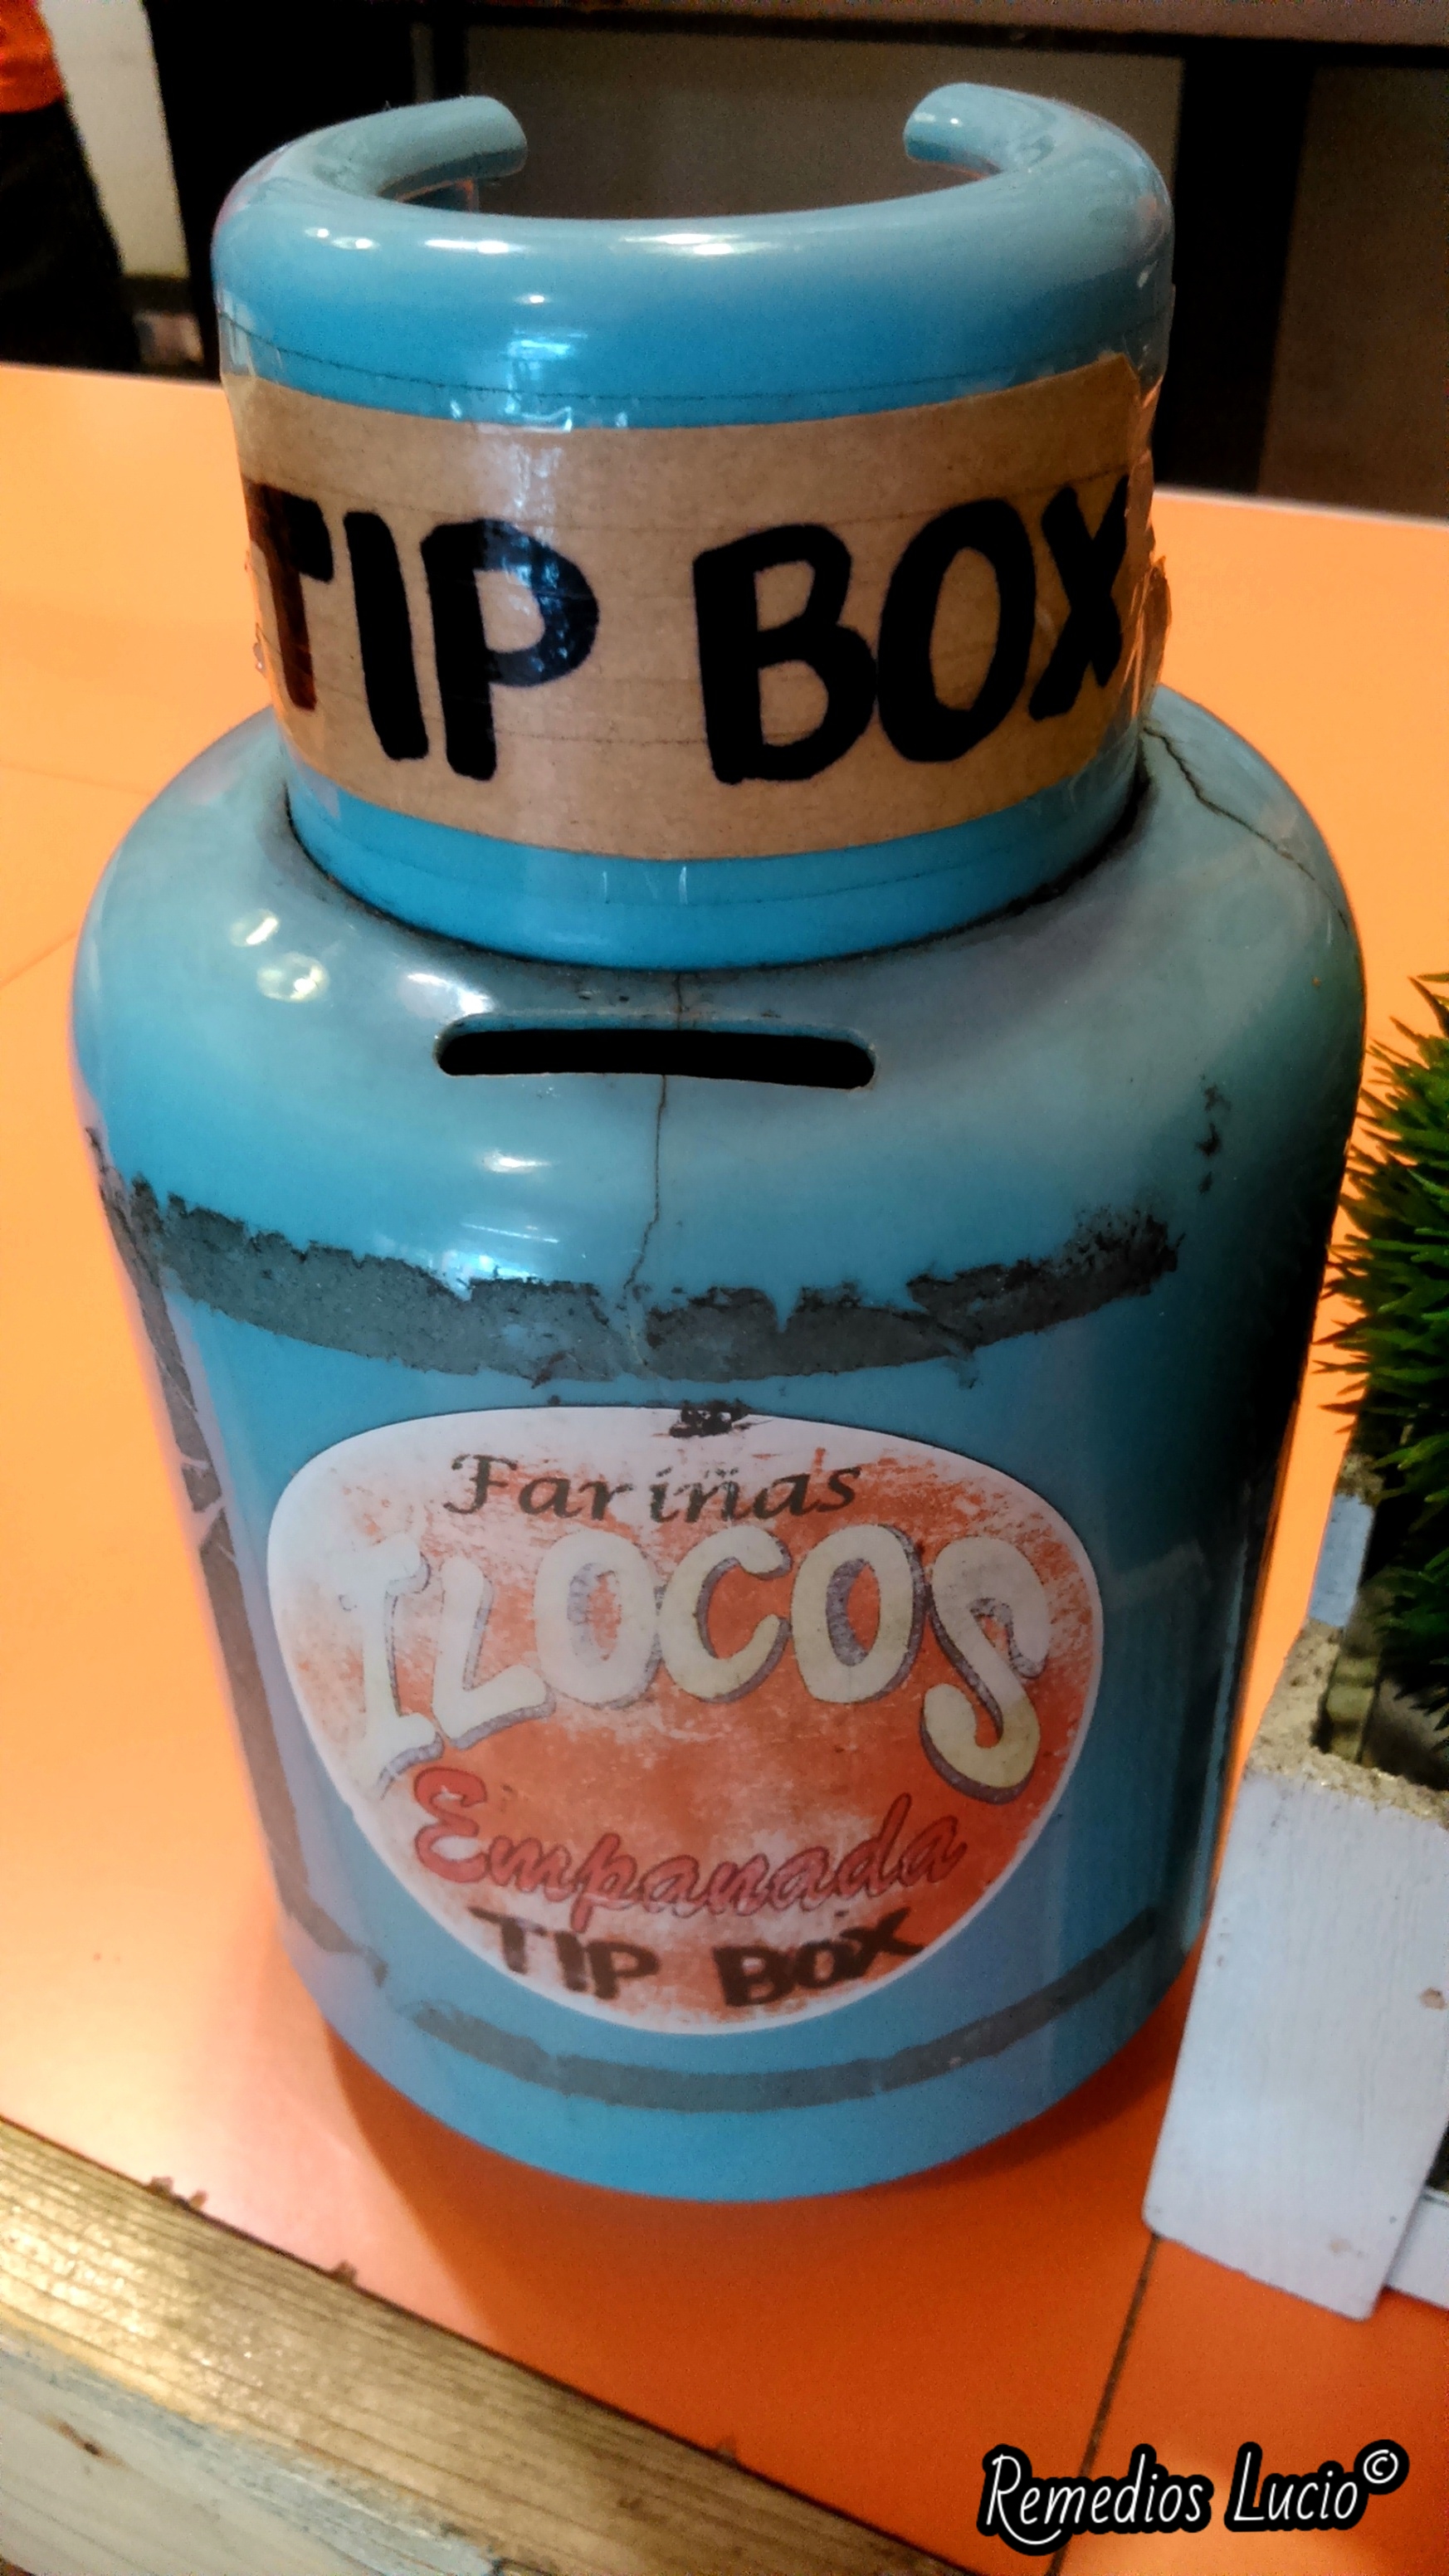 TIP BOX
Fariñas
ILOCOS
Empanada
TIP BOX
Remedios Lucio©